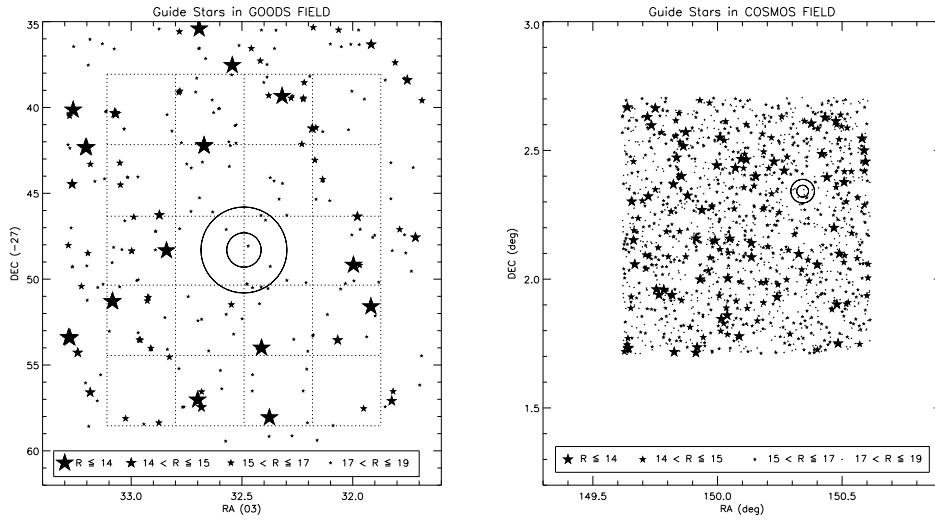 Guide Stars in GOODS FIELD
35
40
45
50
55
60
DEC (-27)
R ≤ 14
14 < R ≤ 15
15 < R ≤ 17
17 < R ≤ 19
33.0
32.5
32.0
RA (03)
Guide Stars in COSMOS FIELD
3.0
2.5
2.0
1.5
DEC (deg)
R ≤ 14
14 < R ≤ 15
15 < R ≤ 17
17 < R ≤ 19
149.5
150.0
150.5
RA (deg)